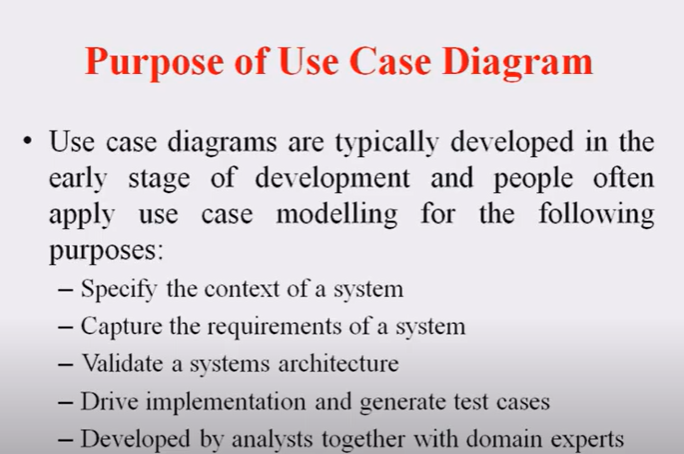 Purpose of Use Case Diagram
• Use case diagrams are typically developed in the
early stage of development and people often
apply use case modelling for the following
purposes:
– Specify the context of a system
– Capture the requirements of a system
– Validate a systems architecture
– Drive implementation and generate test cases
– Developed by analysts together with domain experts